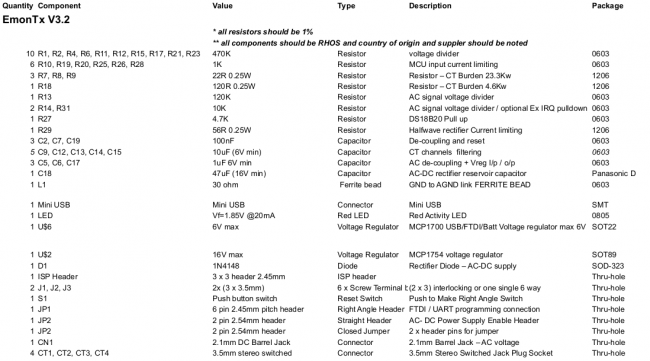 Quantity Component Value Type Description Package
EmonTx V3.2
* all resistors should be 1%
** all components should be RHOS and country of origin and suppler should be noted
10 R1, R2, R4, R6, R11, R12, R15, R17, R21, R23 470K Resistor voltage divider 0603
6 R10, R19, R20, R25, R26, R28 1K Resistor MCU input current limiting 0603
3 R7, R8, R9 22R 0.25W Resistor Resistor – CT Burden 23.3Kw 1206
1 R18 120R 0.25W Resistor Resistor – CT Burden 4.6Kw 1206
1 R13 120K Resistor AC signal voltage divider 0603
2 R14, R31 10K Resistor AC signal voltage divider / optional Ex IRQ pulldown 0603
1 R27 4.7K Resistor DS18B20 Pull up 0603
1 R29 56R 0.25W Resistor Halfwave rectifier Current limiting 1206
3 C2, C7, C19 100nF Capacitor De-coupling and reset 0603
5 C9, C12, C13, C14, C15 10uF (6V min) Capacitor CT channels filtering 0603
3 C5, C6, C17 1uF 6V min Capacitor AC de-coupling + Vreg I/p / o/p 0603
1 C18 47uF (16V min) Capacitor AC-DC rectifier reservoir capacitor Panasonic D
1 L1 30 ohm Ferrite bead GND to AGND link FERRITE BEAD 0603
1 Mini USB Mini USB Connector Mini USB SMT
1 LED Vf=1.85V @20mA Red LED Red Activity LED 0805
1 U$6 6V max Voltage Regulator MCP1700 USB/FTDI/Batt Voltage regulator max 6V SOT22
1 U$2 16V max Voltage Regulator MCP1754 voltage regulator SOT89
1 D1 1N4148 Diode Rectifier Diode – AC-DC supply SOD-323
1 ISP Header 3 x 3 header 2.45mm ISP header Thru-hole
2 J1, J2, J3 2x (3 x 3.5mm) 6 x Screw Terminal b (2 x 3) interlocking or one single 6 way Thru-hole
1 S1 Push button switch Reset Switch Push to Make Right Angle Switch Thru-hole
1 JP1 6 pin 2.45mm pitch header Right Angle Header FTDI / UART programming connection Thru-hole
1 JP2 2 pin 2.54mm header Straight Header AC- DC Power Supply Enable Header Thru-hole
1 JP2 2 pin 2.54mm header Closed Jumper 2 x header pins for jumper Thru-hole
1 CN1 2.1mm DC Barrel Jack Connector 2.1mm Barrel Jack – AC voltage Thru-hole
4 CT1, CT2, CT3, CT4 3.5mm stereo switched Connector 3.5mm Stereo Switched Jack Plug Socket Thru-hole